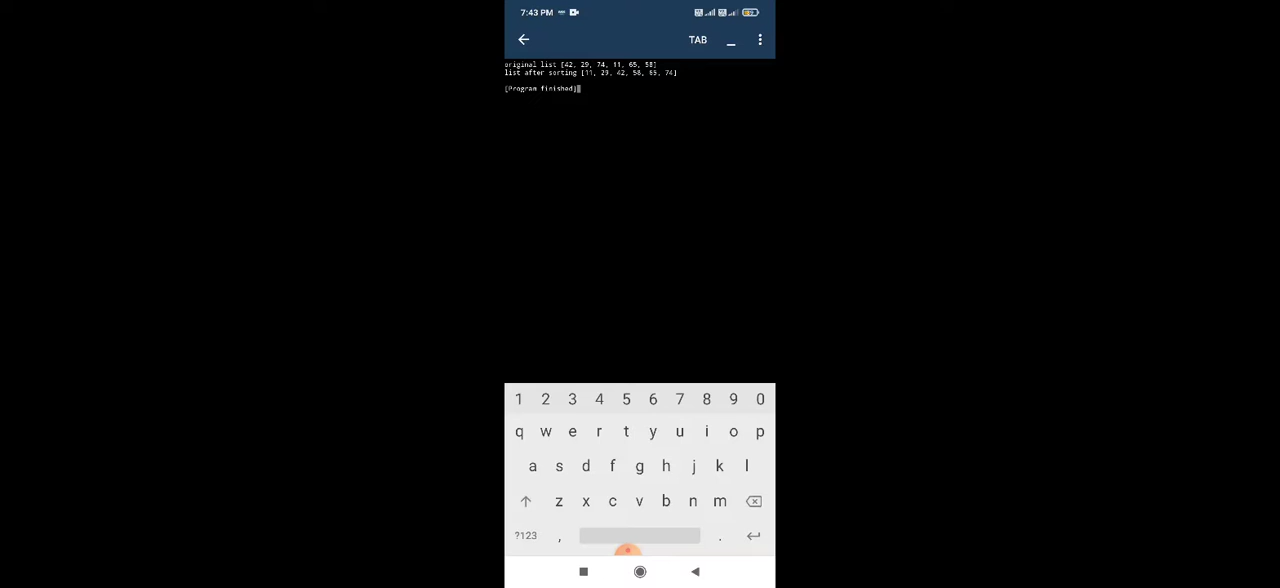 7:43 PM
TAB
original list [42, 29, 74, 11, 65, 58]
list after sorting [11, 29, 42, 58, 65, 74]
[Program finished]
1 2 3 4 5 6 7 8 9 0
q w e r t y u i o p
a s d f g h j k l
z x c v b n m
?123 , .